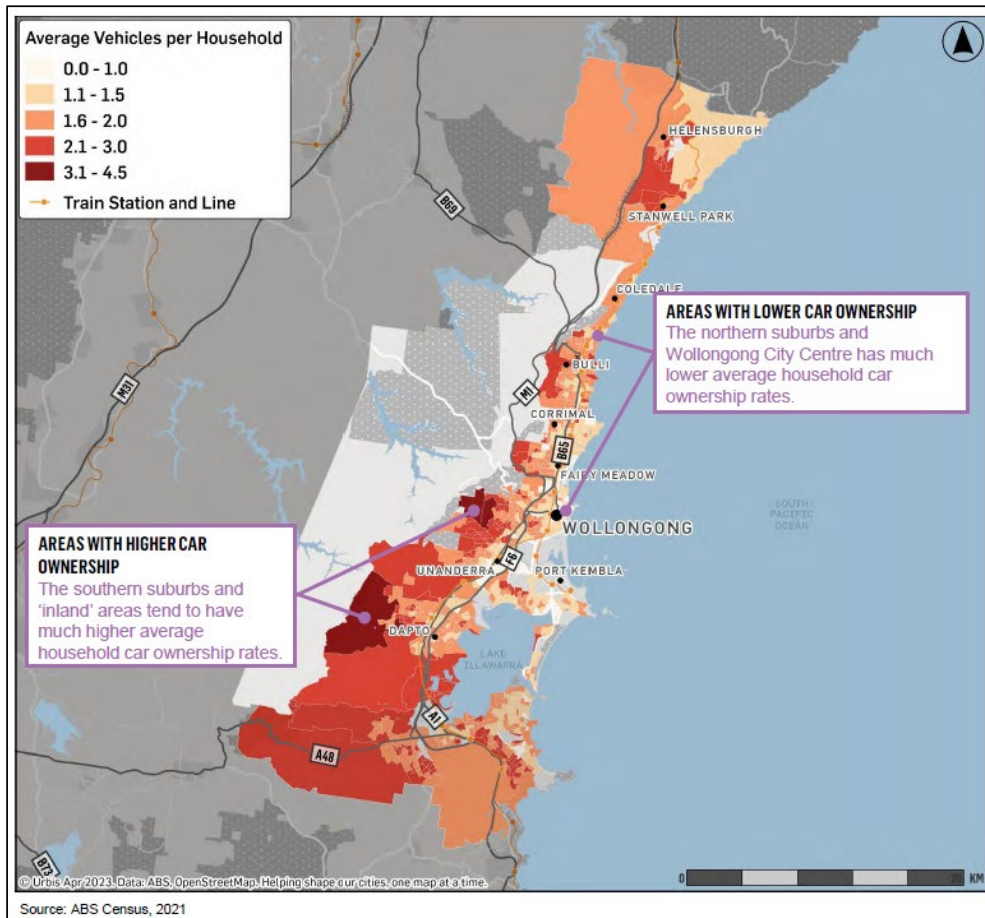 Average Vehicles per Household
0.0 - 1.0
1.1 - 1.5
1.6 - 2.0
2.1 - 3.0
3.1 - 4.5
Train Station and Line
HELENSBURGH
B69
STANWELL PARK
COLEDALE
AREAS WITH LOWER CAR OWNERSHIP
The northern suburbs and
Wollongong City Centre has much
lower average household car
ownership rates.
BULLI
M31
M1
CORRIMAL
B65
FAIRY MEADOW
SOUTH
PACIFIC
OCEAN
WOLLONGONG
AREAS WITH HIGHER CAR
OWNERSHIP
The southern suburbs and
‘inland’ areas tend to have
much higher average
household car ownership rates.
UNANDERRA
F6
PORT KEMBLA
DAPTO
LAKE
ILLAWARRA
A1
A48
B73
© Urbis Apr 2023. Data: ABS, OpenStreetMap. Helping shape our cities, one map at a time.
0 20 KM
Source: ABS Census, 2021